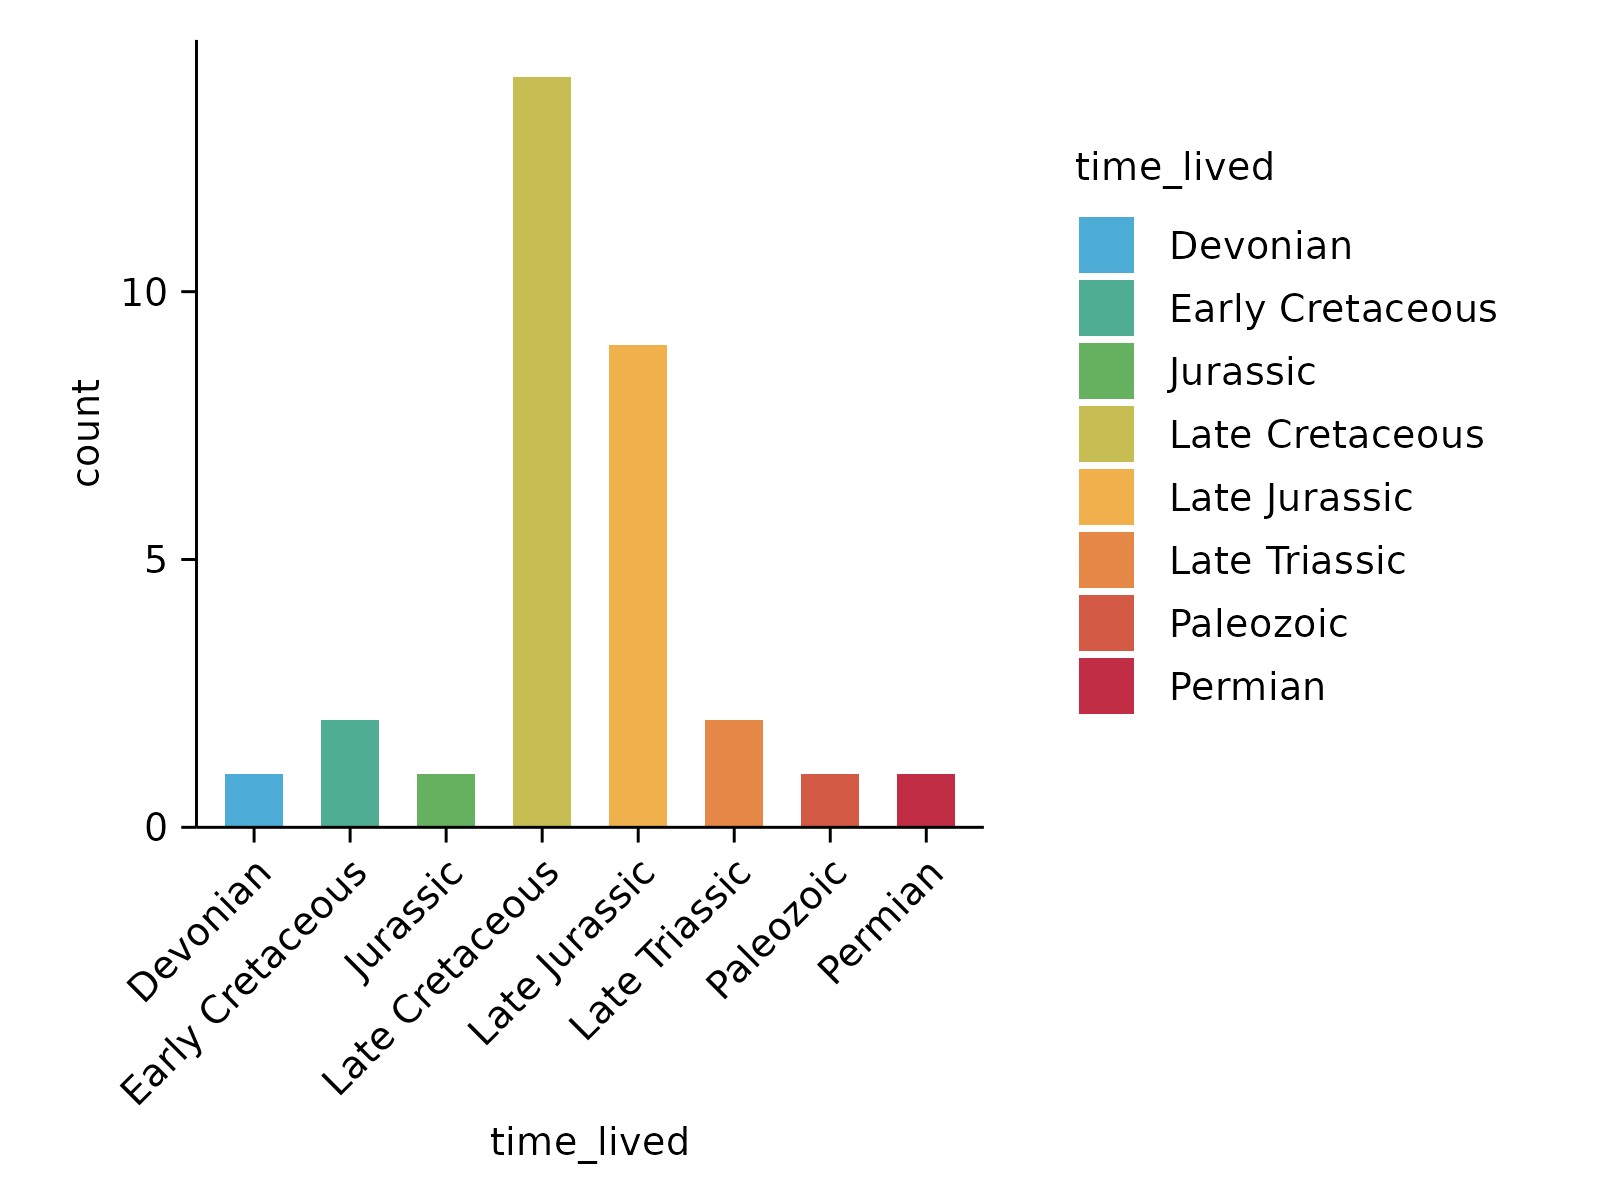 count
10
5
0
Devonian
Early Cretaceous
Jurassic
Late Cretaceous
Late Jurassic
Late Triassic
Paleozoic
Permian
time_lived
time_lived
Devonian
Early Cretaceous
Jurassic
Late Cretaceous
Late Jurassic
Late Triassic
Paleozoic
Permian